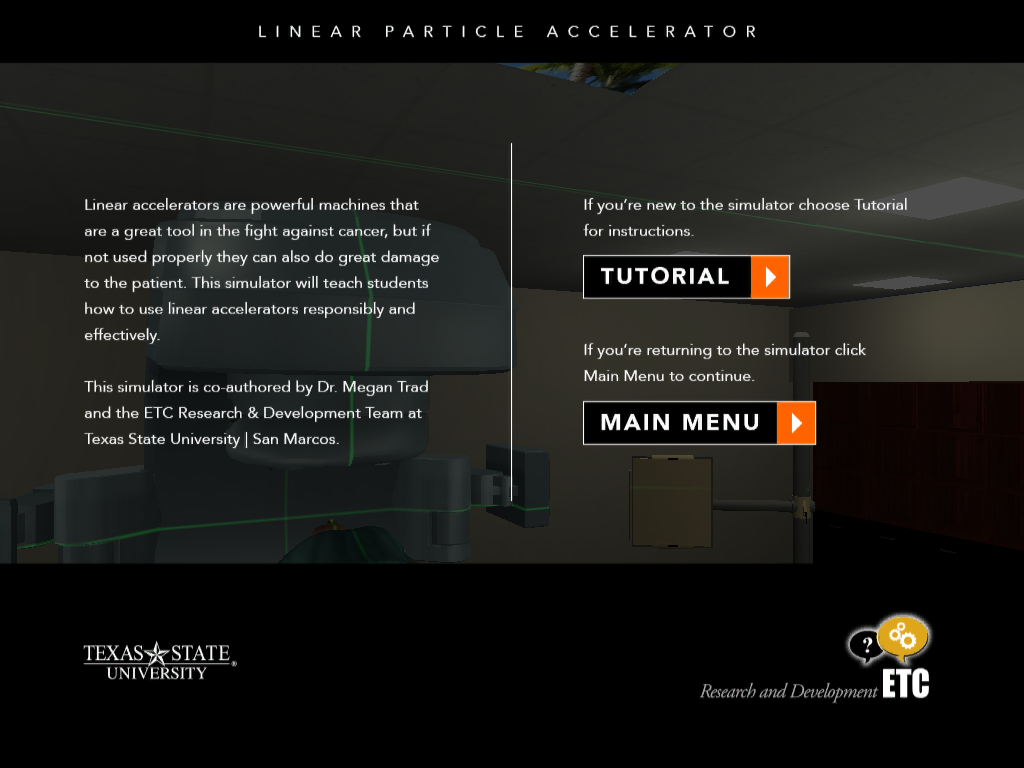 LINEAR PARTICLE ACCELERATOR
Linear accelerators are powerful machines that
are a great tool in the fight against cancer, but if
not used properly they can also do great damage
to the patient. This simulator will teach students
how to use linear accelerators responsibly and
effectively.
This simulator is co-authored by Dr. Megan Trad
and the ETC Research & Development Team at
Texas State University | San Marcos.
If you're new to the simulator choose Tutorial
for instructions.
TUTORIAL
If you're returning to the simulator click
Main Menu to continue.
MAIN MENU
TEXAS STATE
UNIVERSITY®
?
Research and Development ETC